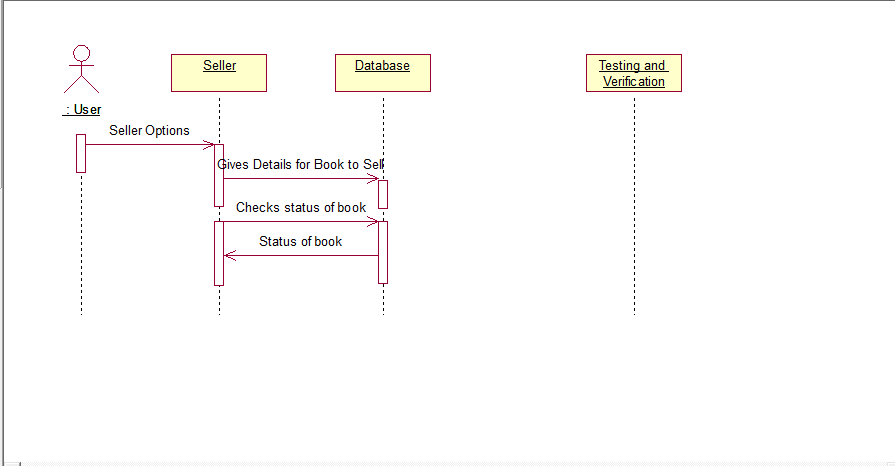 Seller
Database
Testing and
Verification
: User
Seller Options
Gives Details for Book to Sell
Checks status of book
Status of book